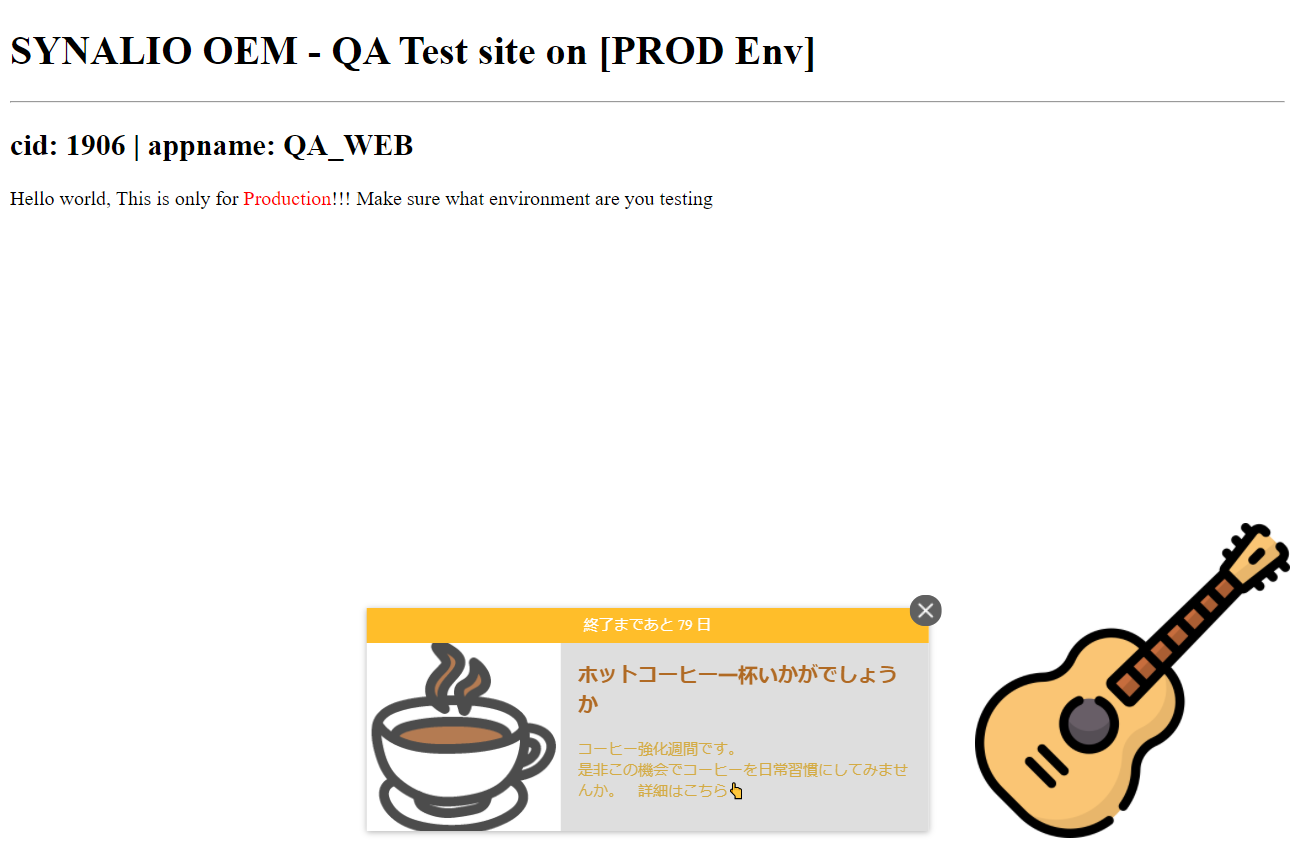 SYNALIO OEM - QA Test site on [PROD Env]
cid: 1906 | appname: QA_WEB
Hello world, This is only for Production!!! Make sure what environment are you testing
終了まであと 79 日
ホットコーヒー一杯いかがでしょう
か
コーヒー強化週間です。
是非この機会でコーヒーを日常習慣にしてみませ
んか。　詳細はこちら👆